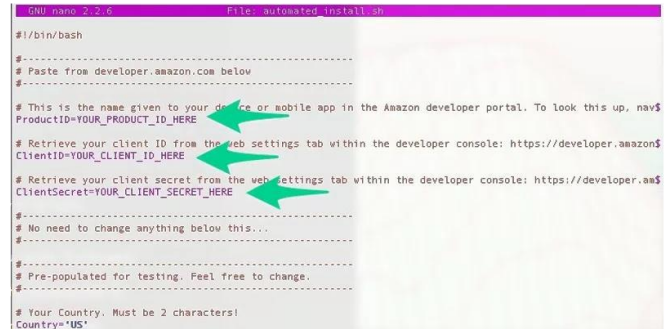 GNU nano 2.2.6 File: automated_install.sh
#!/bin/bash
#---------------------------------------------------
# Paste from developer.amazon.com below
#---------------------------------------------------
# This is the name given to your device or mobile app in the Amazon developer portal. To look this up, nav$
ProductID=YOUR_PRODUCT_ID_HERE
# Retrieve your client ID from the web settings tab within the developer console: https://developer.amazon$
ClientID=YOUR_CLIENT_ID_HERE
# Retrieve your client secret from the web settings tab within the developer console: https://developer.am$
ClientSecret=YOUR_CLIENT_SECRET_HERE
#---------------------------------------------------
# No need to change anything below this...
#---------------------------------------------------
#---------------------------------------------------
# Pre-populated for testing. Feel free to change.
#---------------------------------------------------
# Your Country. Must be 2 characters!
Country='US'